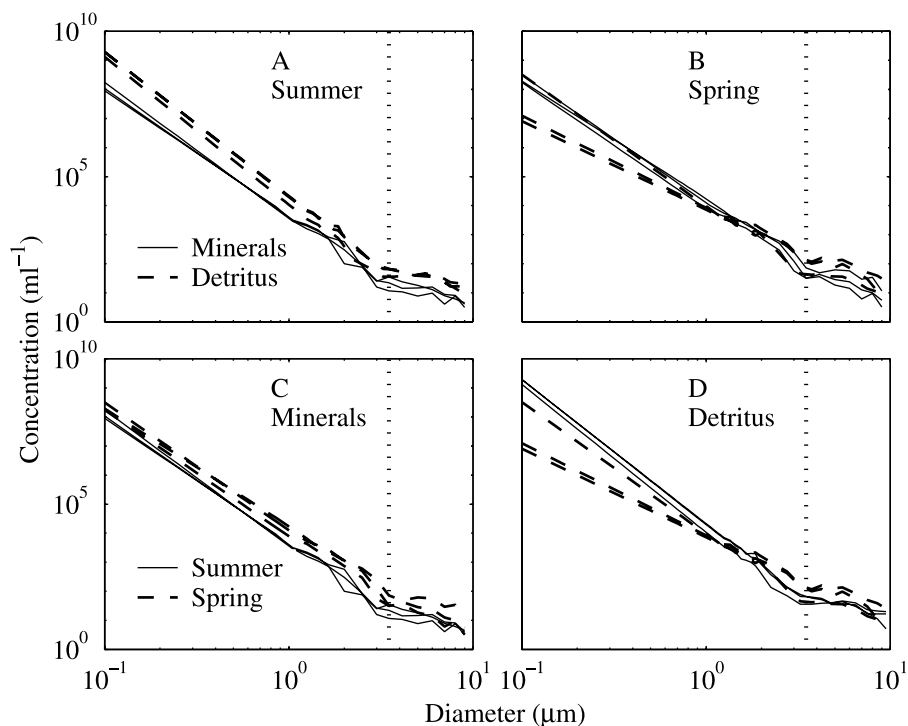 10^10
A
Summer
B
Spring
10^5
Minerals
Detritus
10^0
Concentration (ml^−1)
10^10
C
Minerals
D
Detritus
10^5
Summer
Spring
10^0
10^−1
10^0
10^1
10^−1
10^0
10^1
Diameter (µm)